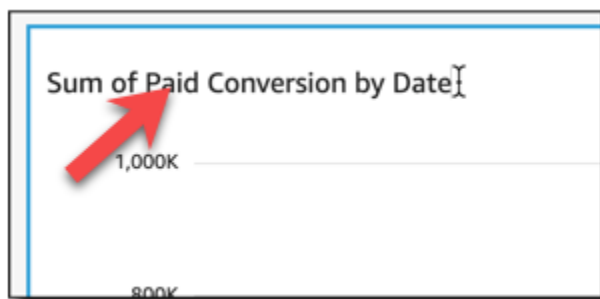 Sum of Paid Conversion by Date
1,000K
800K